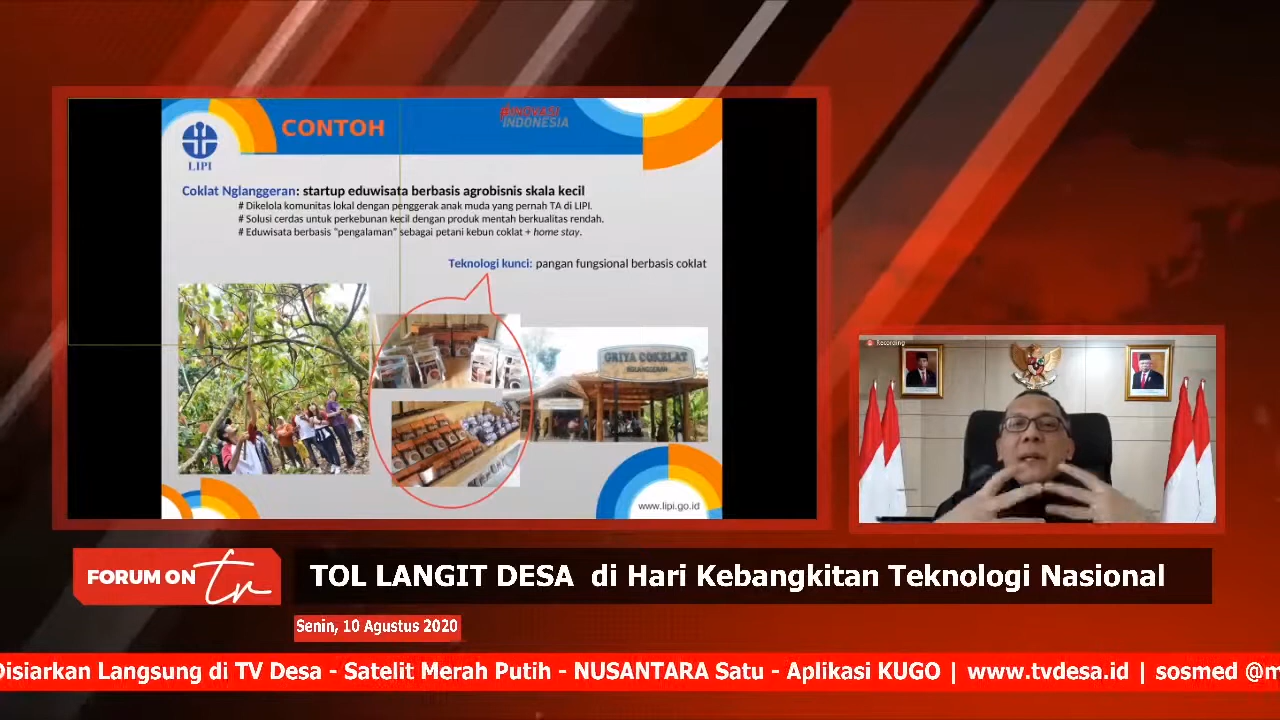 CONTOH
#INOVASI
INDONESIA
LIPI
Coklat Nglanggeran: startup eduwisata berbasis agrobisnis skala kecil
# Dikelola komunitas lokal dengan penggerak anak muda yang pernah TA di LIPI.
# Solusi cerdas untuk perkebunan kecil dengan produk mentah berkualitas rendah.
# Eduwisata berbasis "pengalaman" sebagai petani kebun coklat + home stay.
Teknologi kunci: pangan fungsional berbasis coklat
GRIYA COKELAT
NGLANGGERAN
www.lipi.go.id
Recording
FORUM ON tr
TOL LANGIT DESA di Hari Kebangkitan Teknologi Nasional
Senin, 10 Agustus 2020
Disiarkan Langsung di TV Desa - Satelit Merah Putih - NUSANTARA Satu - Aplikasi KUGO | www.tvdesa.id | sosmed @m